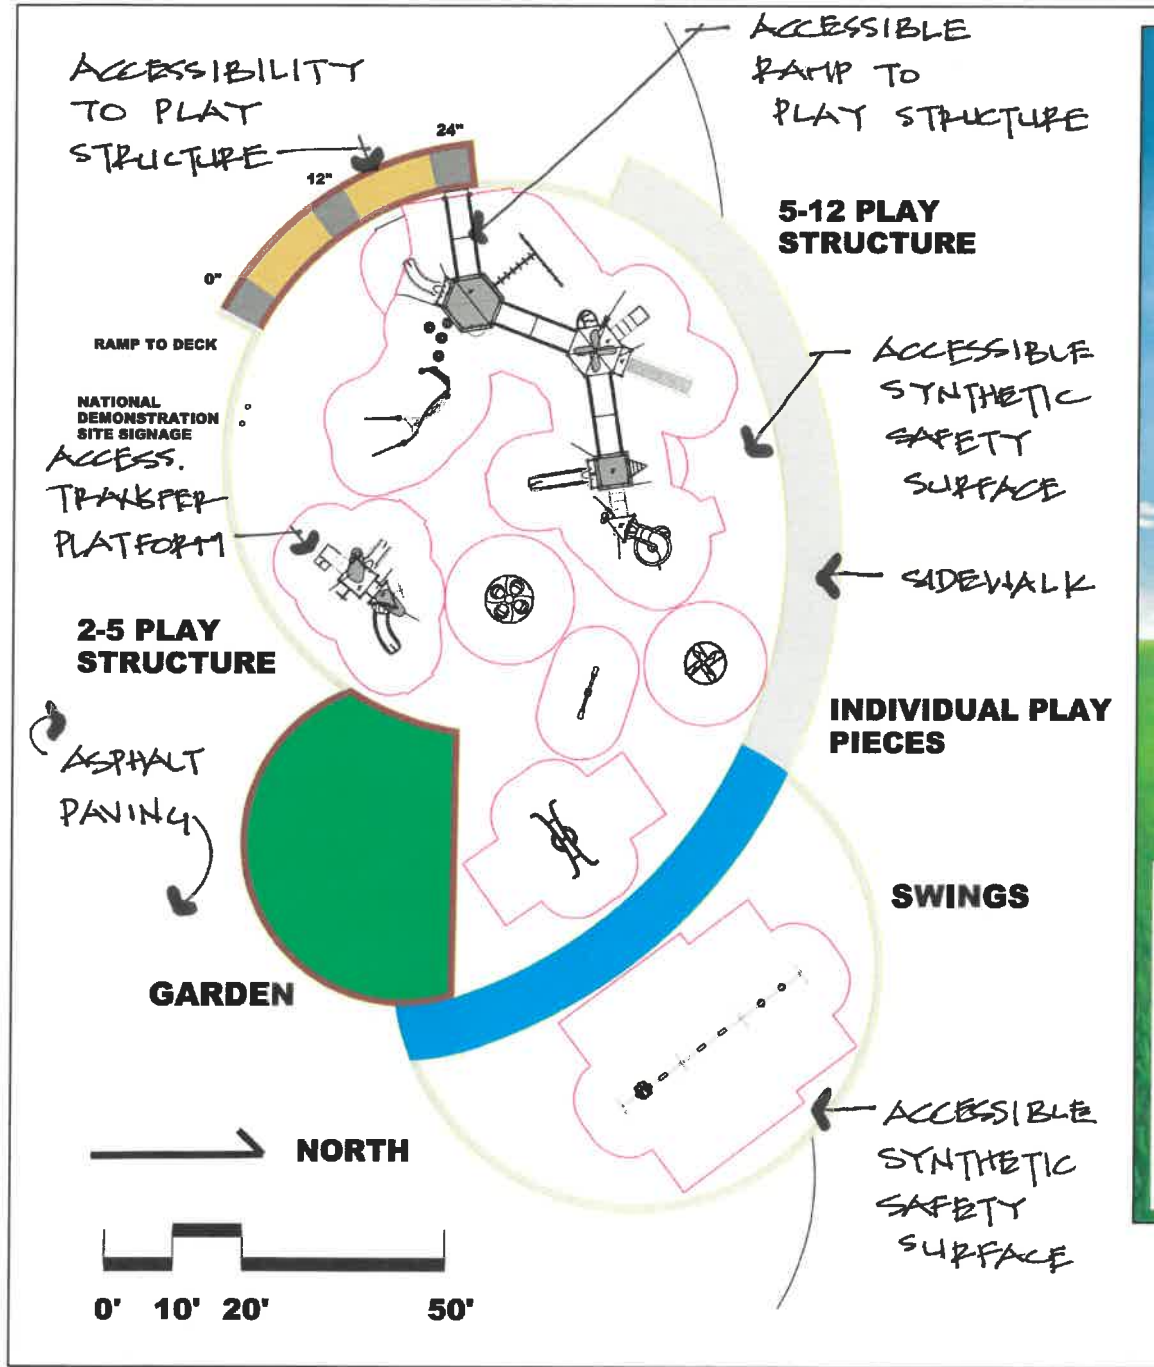 ACCESSIBILITY
TO PLAY
STRUCTURE
ACCESSIBLE
RAMP TO
PLAY STRUCTURE
24"
12"
0"
5-12 PLAY
STRUCTURE
RAMP TO DECK
NATIONAL
DEMONSTRATION
SITE SIGNAGE
ACCESS.
TRANSFER
PLATFORM
ACCESSIBLE
SYNTHETIC
SAFETY
SURFACE
SIDEWALK
2-5 PLAY
STRUCTURE
INDIVIDUAL PLAY
PIECES
ASPHALT
PAVING
SWINGS
GARDEN
ACCESSIBLE
SYNTHETIC
SAFETY
SURFACE
NORTH
0' 10' 20' 50'